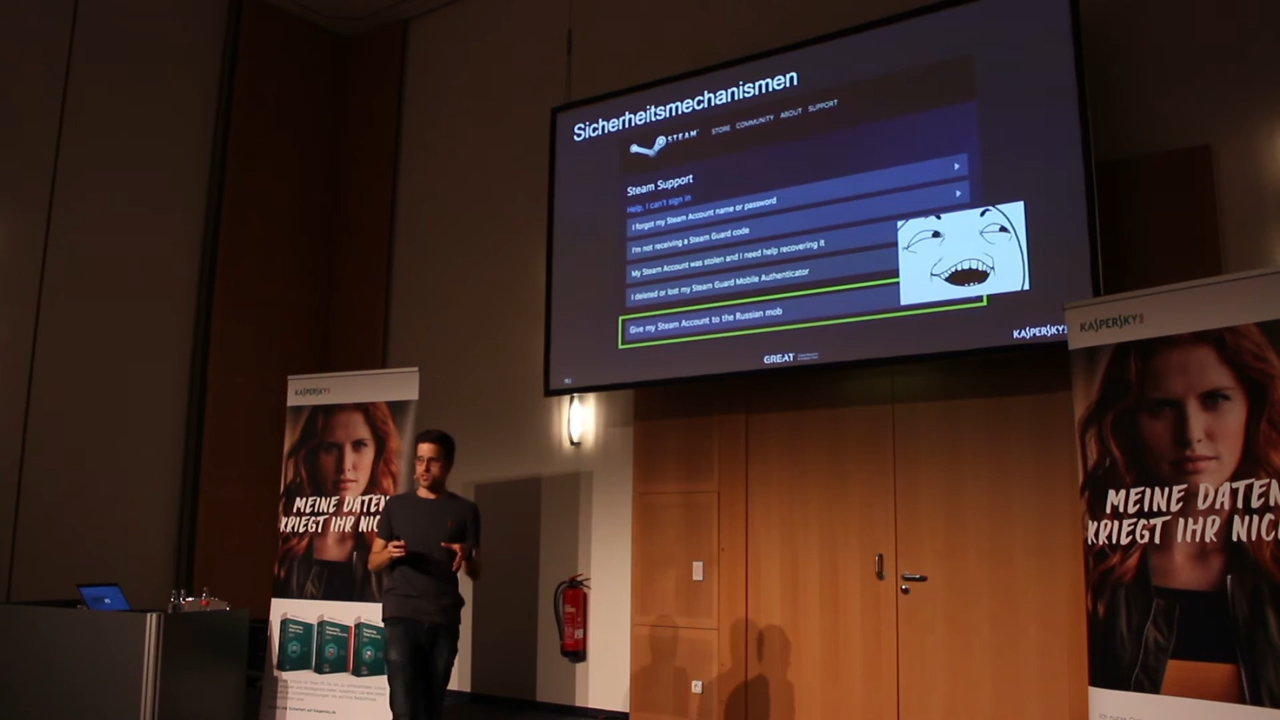 Sicherheitsmechanismen
STEAM
STORE COMMUNITY ABOUT SUPPORT
Steam Support
Help, I can't sign in
I forgot my Steam Account name or password
I'm not receiving a Steam Guard code
My Steam Account was stolen and I need help recovering it
I deleted or lost my Steam Guard Mobile Authenticator
Give my Steam Account to the Russian mob
GREAT
KASPERSKY
KASPERSKY
MEINE DATEN
KRIEGT IHR NIC
KASPERSKY
MEINE DATEN
KRIEGT IHR NIC